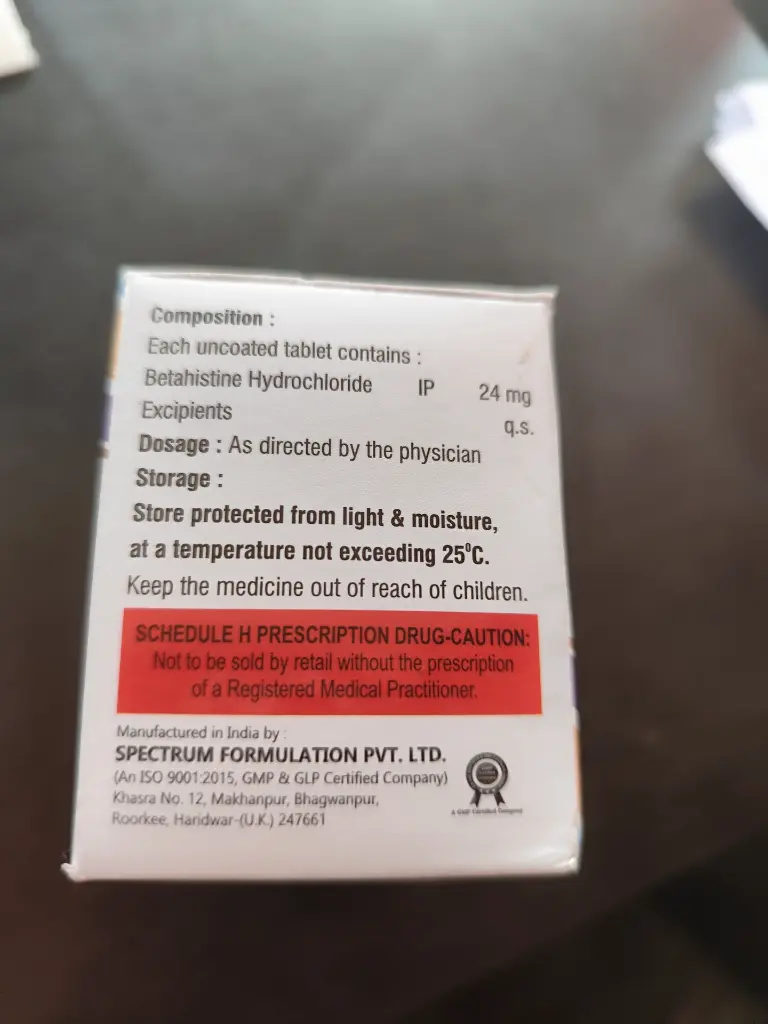 Composition :
Each uncoated tablet contains :
Betahistine Hydrochloride IP 24 mg
Excipients q.s.
Dosage : As directed by the physician
Storage :
Store protected from light & moisture,
at a temperature not exceeding 25⁰C.
Keep the medicine out of reach of children.
SCHEDULE H PRESCRIPTION DRUG-CAUTION:
Not to be sold by retail without the prescription
of a Registered Medical Practitioner.
Manufactured in India by :
SPECTRUM FORMULATION PVT. LTD.
(An ISO 9001:2015, GMP & GLP Certified Company)
Khasra No. 12, Makhanpur, Bhagwanpur,
Roorkee, Haridwar-(U.K.) 247661
A GMP Certified Company